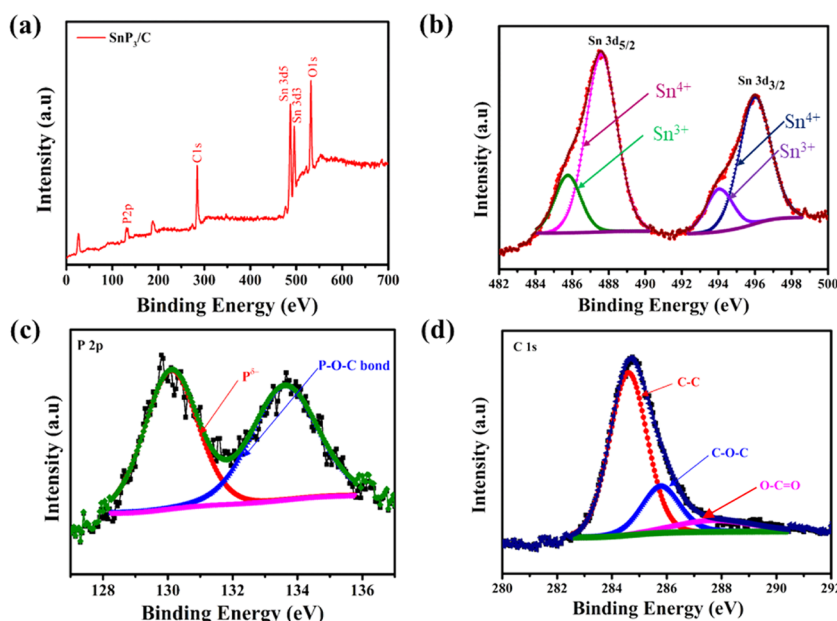 (a)
SnP₃/C
P2p
C1s
Sn 3d5
Sn 3d3
O1s
Intensity (a.u)
0 100 200 300 400 500 600 700
Binding Energy (eV)
(b)
Sn 3d₅/₂
Sn 3d₃/₂
Sn⁴⁺
Sn³⁺
Sn⁴⁺
Sn³⁺
Intensity (a.u)
482 484 486 488 490 492 494 496 498 500
Binding Energy (eV)
(c)
P 2p
P-O-C bond
Intensity (a.u)
128 130 132 134 136
Binding Energy (eV)
(d)
C 1s
C-C
C-O-C
O-C=O
Intensity (a.u)
280 282 284 286 288 290 292
Binding Energy (eV)